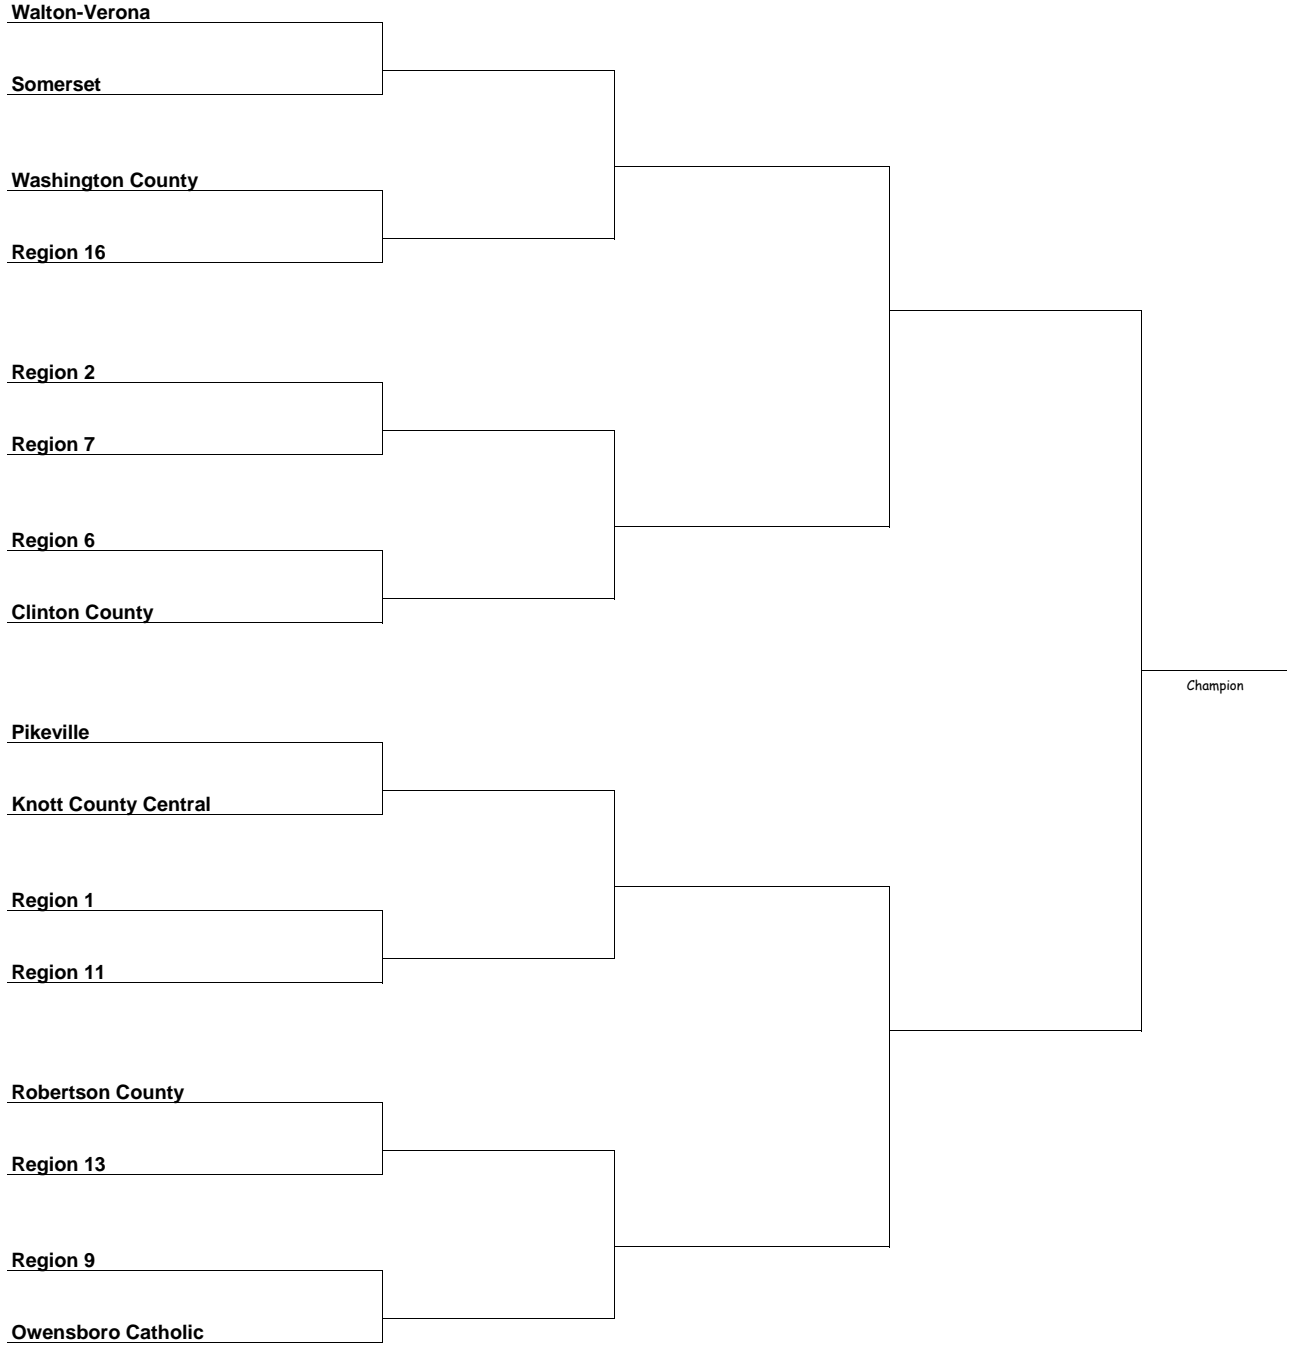 Walton-Verona
Somerset
Washington County
Region 16
Region 2
Region 7
Region 6
Clinton County
Champion
Pikeville
Knott County Central
Region 1
Region 11
Robertson County
Region 13
Region 9
Owensboro Catholic